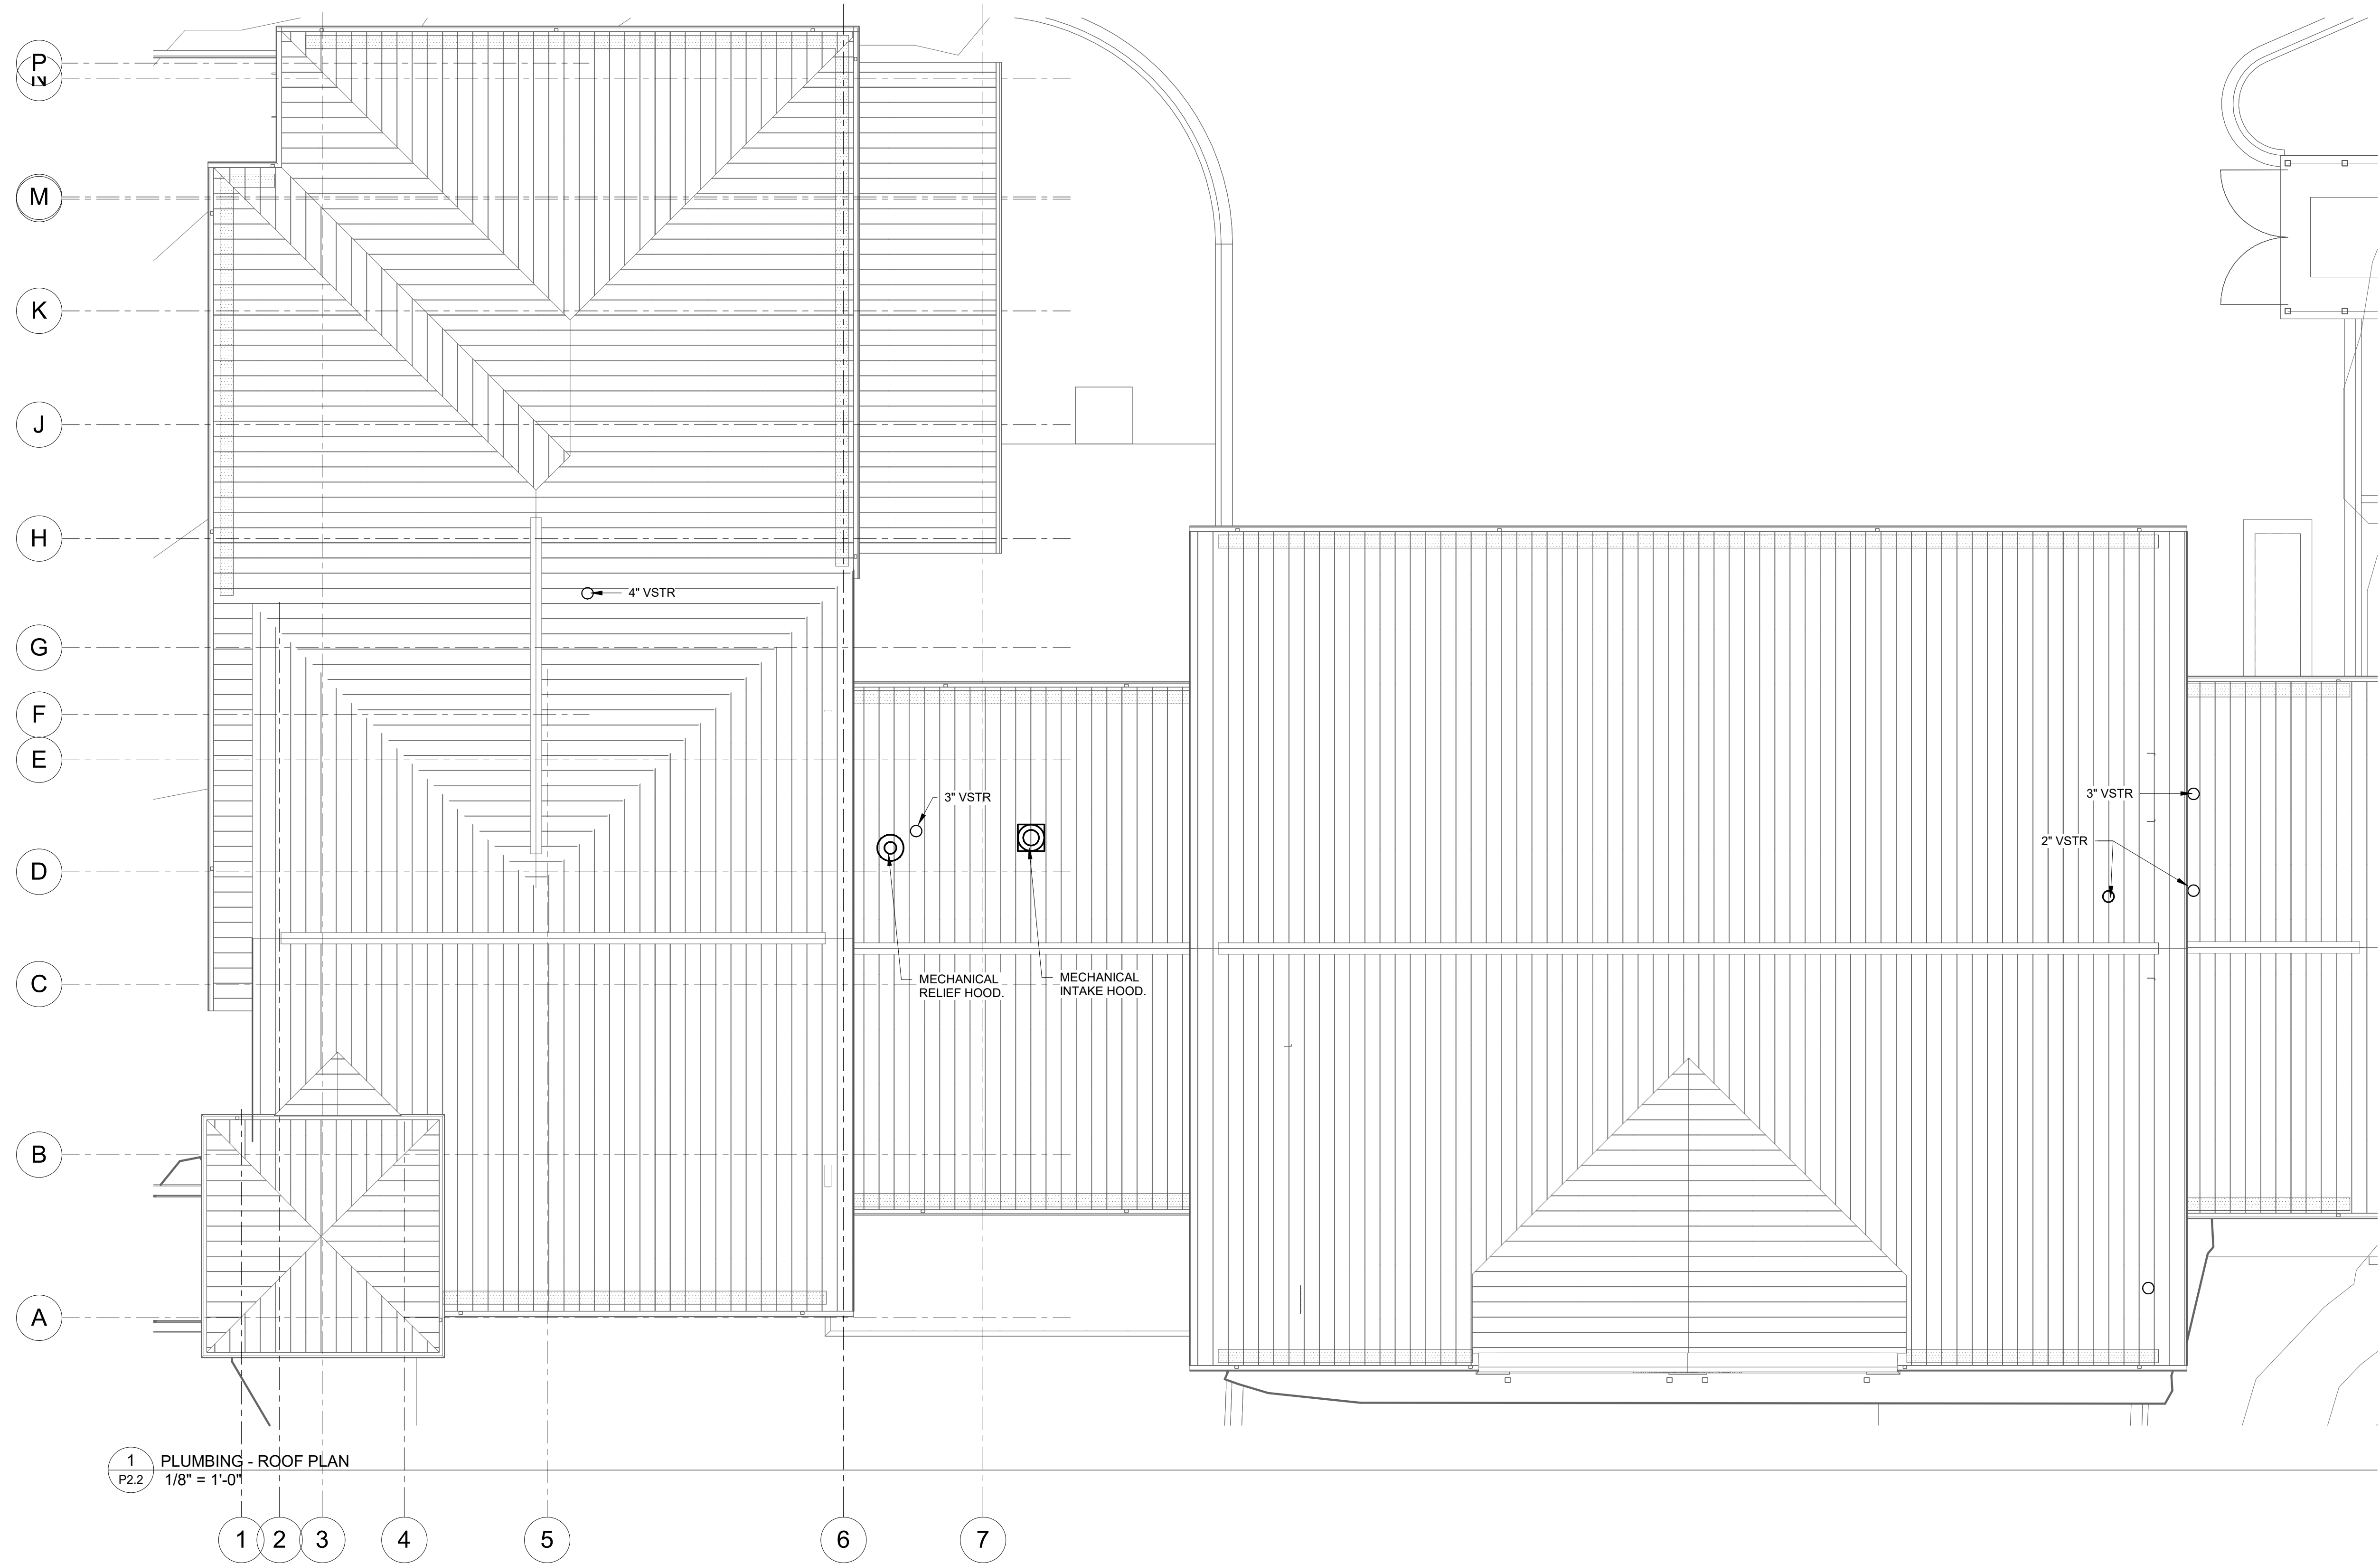 P
N
M
K
J
H
4" VSTR
G
F
E
3" VSTR
3" VSTR
2" VSTR
D
MECHANICAL
RELIEF HOOD.
MECHANICAL
INTAKE HOOD.
C
B
A
1
P2.2
PLUMBING - ROOF PLAN
1/8" = 1'-0"
1
2
3
4
5
6
7